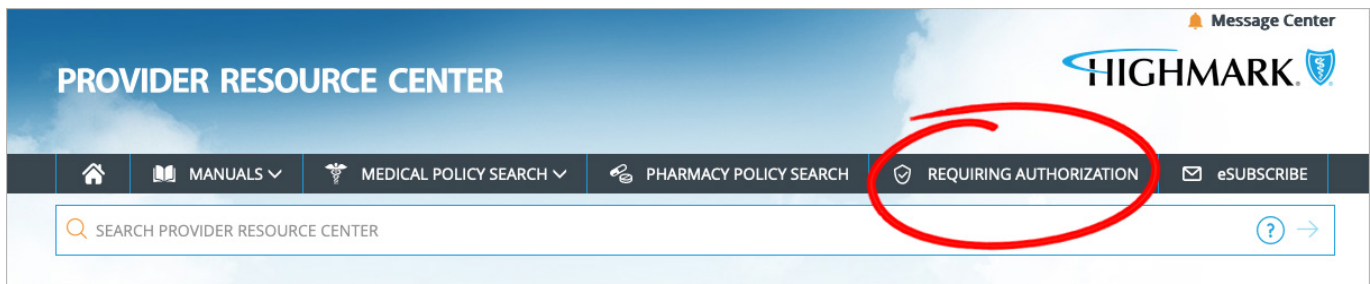 Message Center
PROVIDER RESOURCE CENTER
HIGHMARK.
MANUALS MEDICAL POLICY SEARCH PHARMACY POLICY SEARCH REQUIRING AUTHORIZATION eSUBSCRIBE
SEARCH PROVIDER RESOURCE CENTER ?